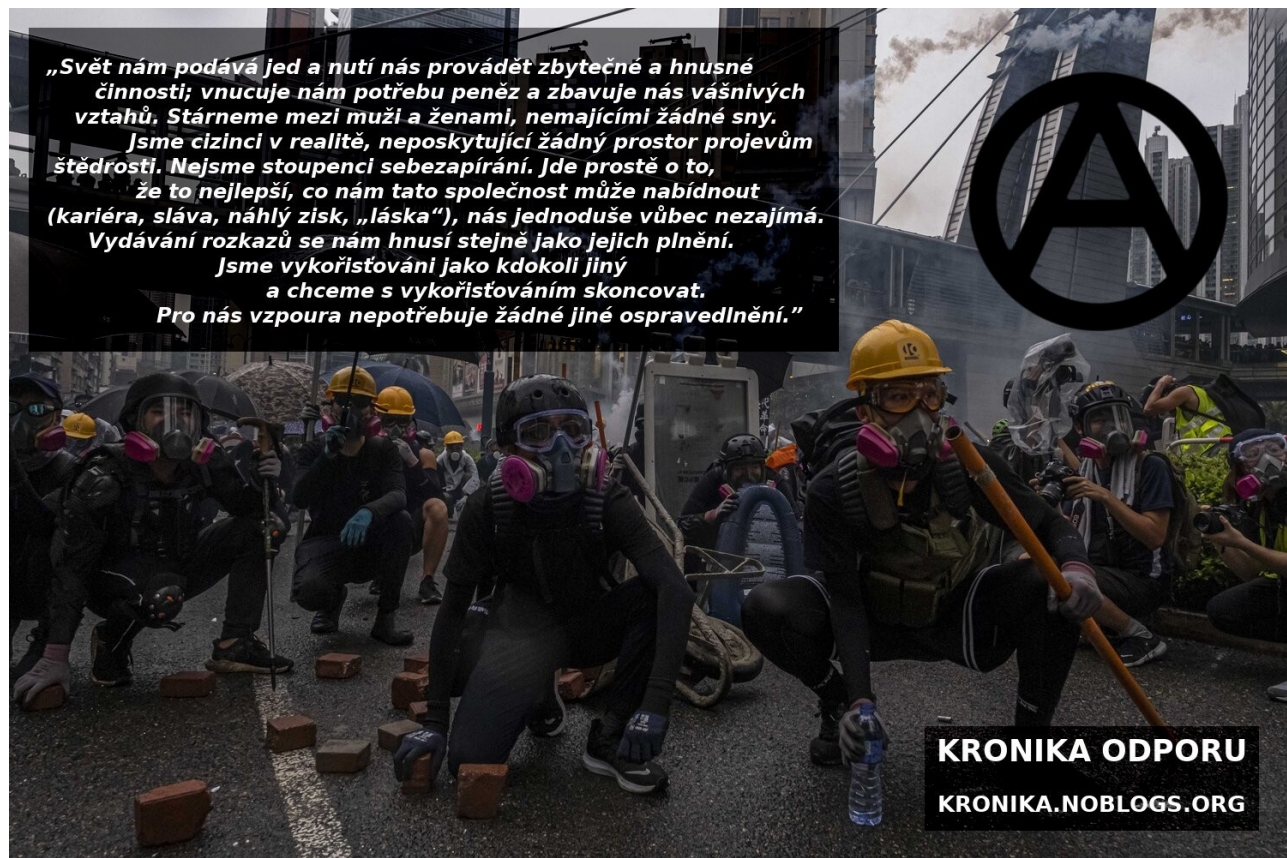 „Svět nám podává jed a nutí nás provádět zbytečné a hnusné
činnosti; vnucuje nám potřebu peněz a zbavuje nás vášnivých
vztahů. Stárneme mezi muži a ženami, nemajícími žádné sny.
Jsme cizinci v realitě, neposkytující žádný prostor projevům
štědrosti. Nejsme stoupenci sebezapírání. Jde prostě o to,
že to nejlepší, co nám tato společnost může nabídnout
(kariéra, sláva, náhlý zisk, „láska“), nás jednoduše vůbec nezajímá.
Vydávání rozkazů se nám hnusí stejně jako jejich plnění.
Jsme vykořisťováni jako kdokoli jiný
a chceme s vykořisťováním skoncovat.
Pro nás vzpoura nepotřebuje žádné jiné ospravedlnění.”
KRONIKA ODPORU
KRONIKA.NOBLOGS.ORG